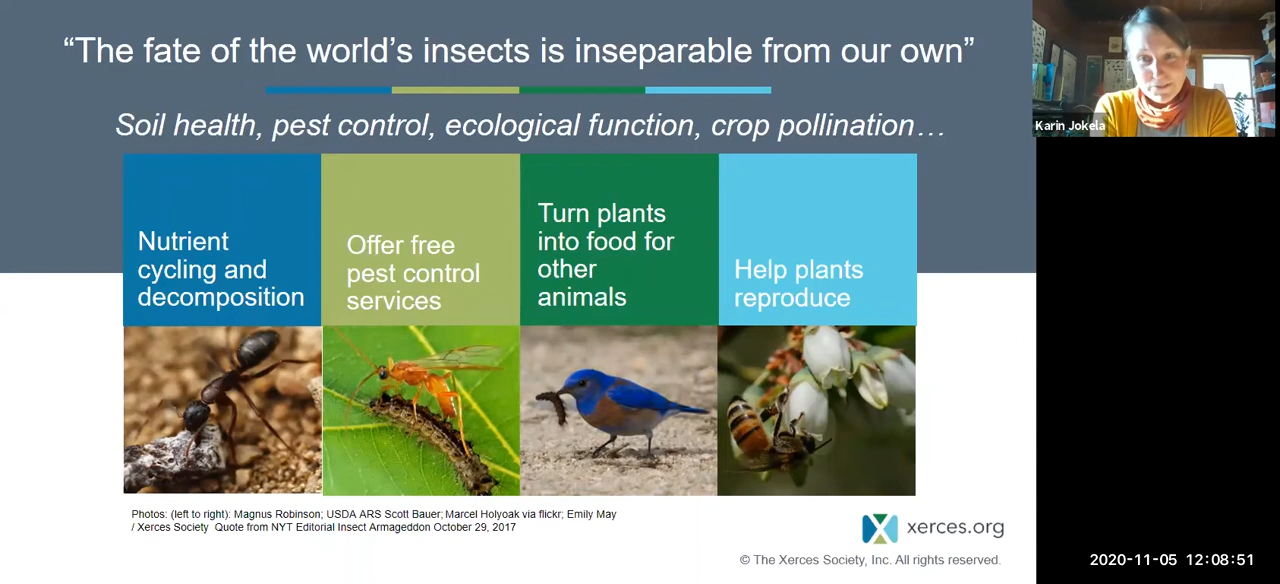 “The fate of the world’s insects is inseparable from our own”
Soil health, pest control, ecological function, crop pollination…
Nutrient
cycling and
decomposition
Offer free
pest control
services
Turn plants
into food for
other
animals
Help plants
reproduce
Photos: (left to right): Magnus Robinson; USDA ARS Scott Bauer; Marcel Holyoak via flickr; Emily May
/ Xerces Society  Quote from NYT Editorial Insect Armageddon October 29, 2017
xerces.org
© The Xerces Society, Inc. All rights reserved.
Karin Jokela
2020-11-05 12:08:51